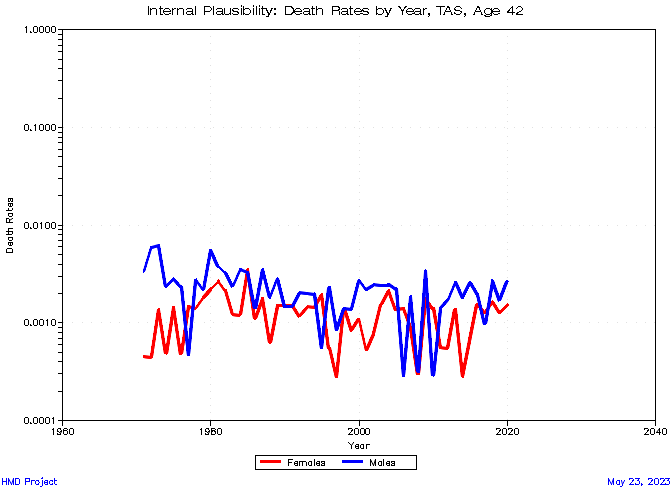 Internal Plausibility: Death Rates by Year, TAS, Age 42
1.0000
0.1000
0.0100
0.0010
0.0001
Death Rates
1960
1980
2000
2020
2040
Year
Females
Males
HMD Project
May 23, 2023